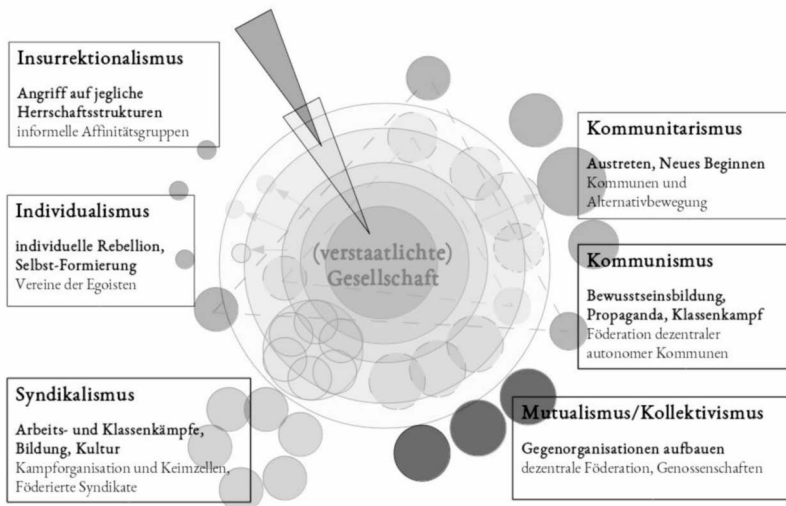 Insurrektionalismus
Angriff auf jegliche
Herrschaftsstrukturen
informelle Affinitätsgruppen
Individualismus
individuelle Rebellion,
Selbst-Formierung
Vereine der Egoisten
Syndikalismus
Arbeits- und Klassenkämpfe,
Bildung, Kultur
Kampforganisation und Keimzellen,
Föderierte Syndikate
(verstaatlichte)
Gesellschaft
Kommunitarismus
Austreten, Neues Beginnen
Kommunen und
Alternativbewegung
Kommunismus
Bewusstseinsbildung,
Propaganda, Klassenkampf
Föderation dezentraler
autonomer Kommunen
Mutualismus/Kollektivismus
Gegenorganisationen aufbauen
dezentrale Föderation, Genossenschaften